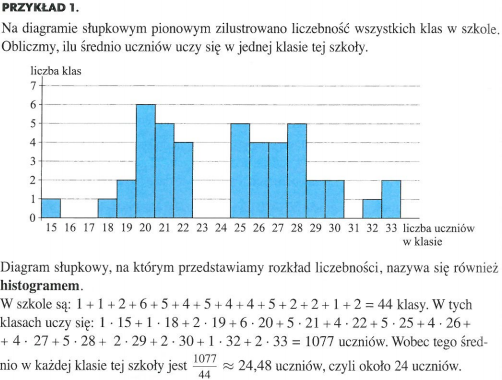 PRZYKŁAD 1.
Na diagramie słupkowym pionowym zilustrowano liczebność wszystkich klas w szkole.
Obliczmy, ilu średnio uczniów uczy się w jednej klasie tej szkoły.
liczba klas
7
6
5
4
3
2
1
0
15 16 17 18 19 20 21 22 23 24 25 26 27 28 29 30 31 32 33 liczba uczniów
w klasie
Diagram słupkowy, na którym przedstawiamy rozkład liczebności, nazywa się również
histogramem.
W szkole są: 1 + 1 + 2 + 6 + 5 + 4 + 5 + 4 + 4 + 5 + 2 + 2 + 1 + 2 = 44 klasy. W tych
klasach uczy się: 1 · 15 + 1 · 18 + 2 · 19 + 6 · 20 + 5 · 21 + 4 · 22 + 5 · 25 + 4 · 26 +
+ 4 · 27 + 5 · 28 + 2 · 29 + 2 · 30 + 1 · 32 + 2 · 33 = 1077 uczniów. Wobec tego śred-
nio w każdej klasie tej szkoły jest 1077/44 ≈ 24,48 uczniów, czyli około 24 uczniów.